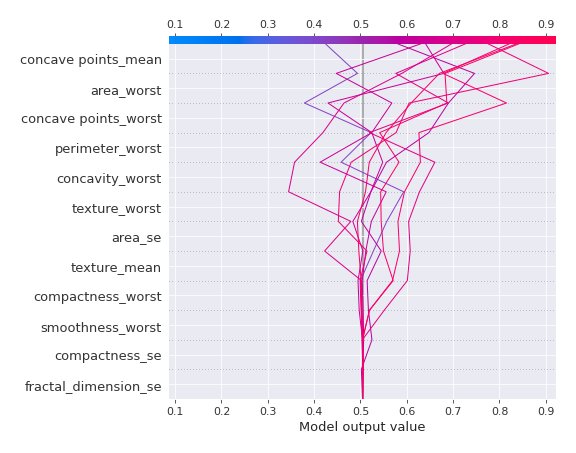 0.1 0.2 0.3 0.4 0.5 0.6 0.7 0.8 0.9
concave points_mean
area_worst
concave points_worst
perimeter_worst
concavity_worst
texture_worst
area_se
texture_mean
compactness_worst
smoothness_worst
compactness_se
fractal_dimension_se
0.1 0.2 0.3 0.4 0.5 0.6 0.7 0.8 0.9
Model output value